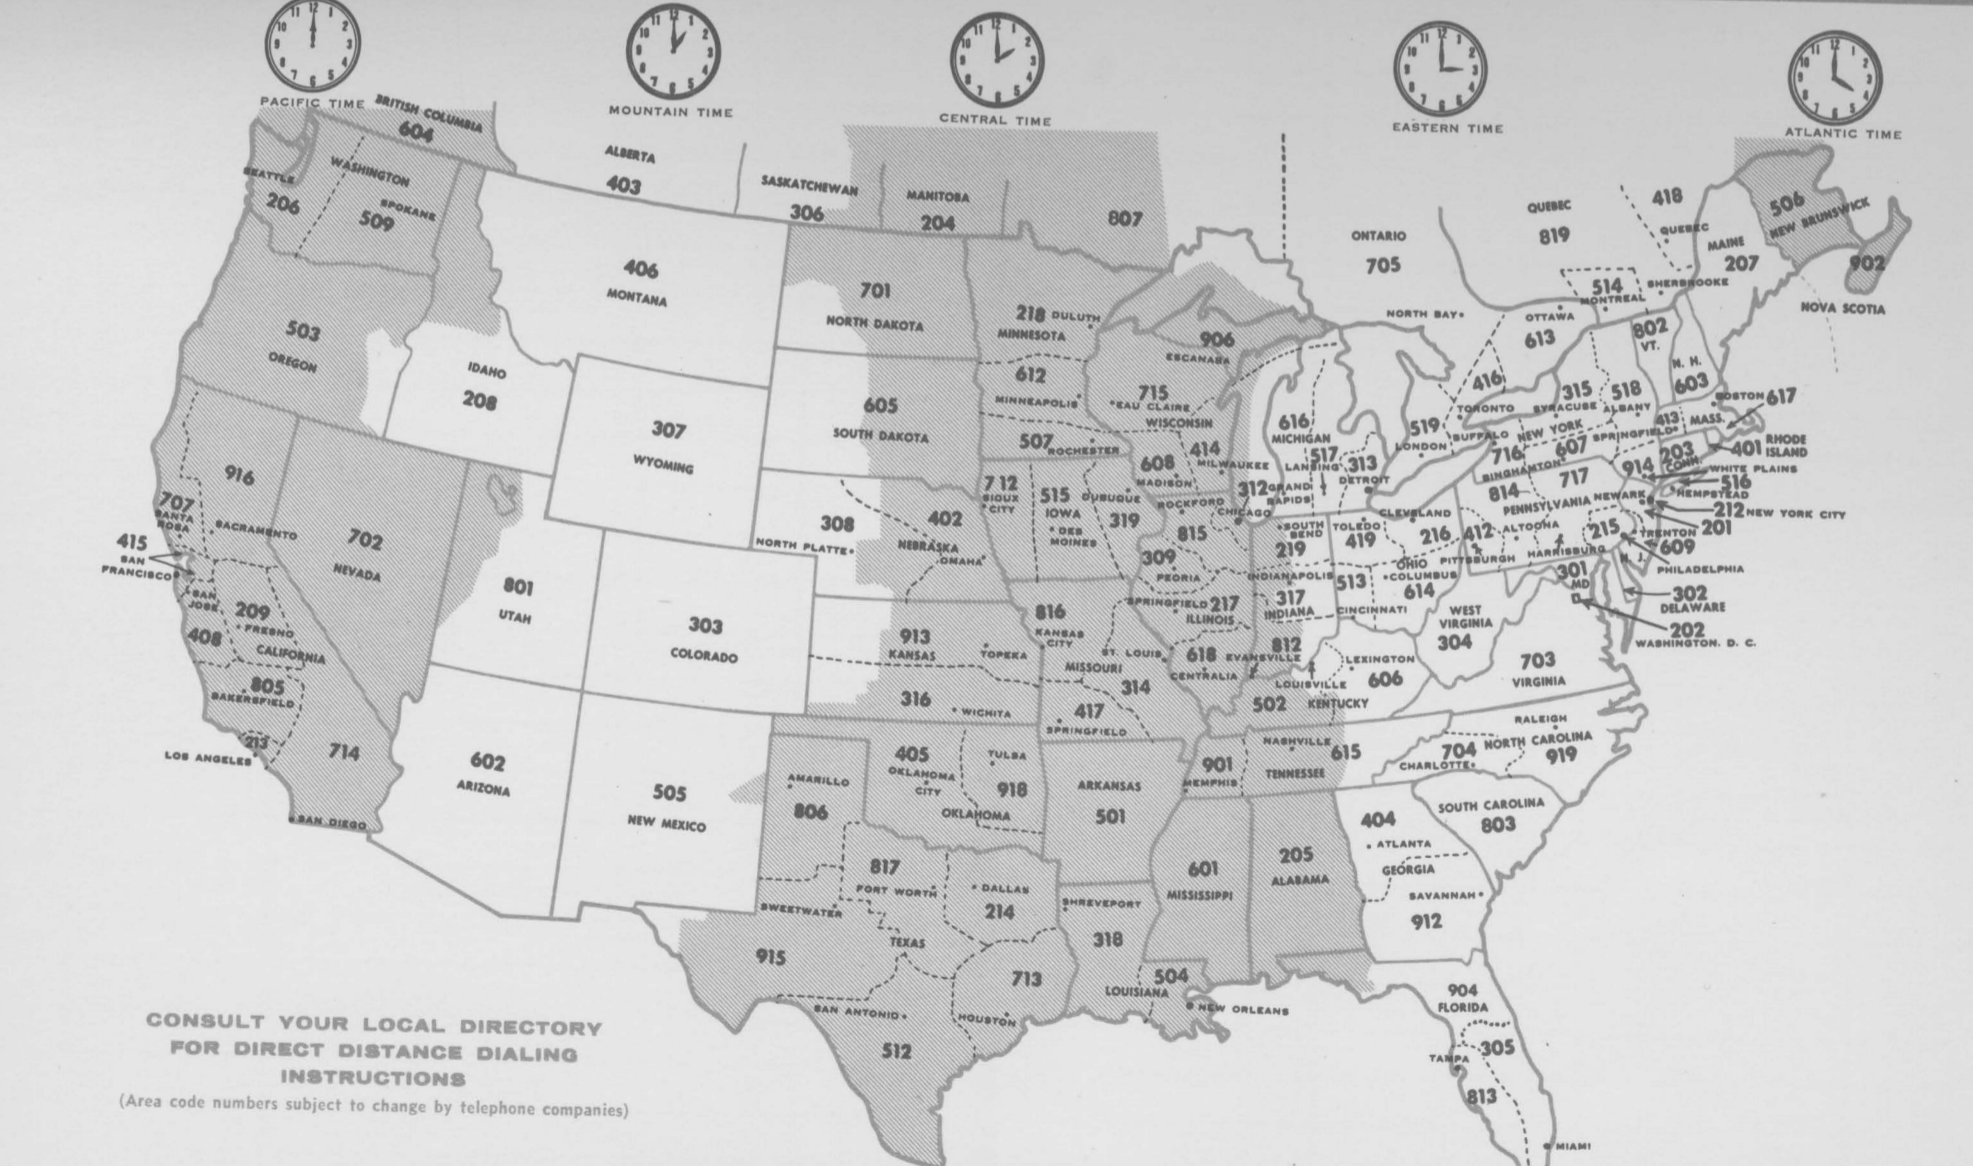 PACIFIC TIME
MOUNTAIN TIME
CENTRAL TIME
EASTERN TIME
ATLANTIC TIME
BRITISH COLUMBIA
604
ALBERTA
403
SASKATCHEWAN
306
MANITOBA
204
807
ONTARIO
705
QUEBEC
819
418
QUEBEC
506
NEW BRUNSWICK
902
NOVA SCOTIA
MAINE
207
514
MONTREAL
SHERBROOKE
NORTH BAY
OTTAWA
613
416
TORONTO
519
LONDON
SEATTLE
206
WASHINGTON
SPOKANE
509
503
OREGON
IDAHO
208
406
MONTANA
307
WYOMING
701
NORTH DAKOTA
605
SOUTH DAKOTA
218 DULUTH
MINNESOTA
612
MINNEAPOLIS
507 ROCHESTER
906
ESCANABA
715
EAU CLAIRE
WISCONSIN
414
MILWAUKEE
608
MADISON
616
MICHIGAN
517
LANSING
313
DETROIT
GRAND
RAPIDS
802
VT.
N. H.
603
BOSTON 617
413
MASS.
SPRINGFIELD
401 RHODE
ISLAND
203
CONN.
315
SYRACUSE
518
ALBANY
BUFFALO
NEW YORK
716
607
BINGHAMTON
914
WHITE PLAINS
516
HEMPSTEAD
212 NEW YORK CITY
NEWARK
201
TRENTON
609
N. J.
PHILADELPHIA
717
814
PENNSYLVANIA
ALTOONA
215
HARRISBURG
412
PITTSBURGH
301
MD
302
DELAWARE
202
WASHINGTON. D. C.
916
707
SANTA
ROSA
SACRAMENTO
415
SAN
FRANCISCO
SAN
JOSE
408
209
FRESNO
CALIFORNIA
805
BAKERSFIELD
213
LOS ANGELES
714
SAN DIEGO
702
NEVADA
801
UTAH
303
COLORADO
602
ARIZONA
505
NEW MEXICO
308
NORTH PLATTE
402
NEBRASKA
OMAHA
913
KANSAS
TOPEKA
316
WICHITA
712
SIOUX
CITY
515
IOWA
DES
MOINES
DUBUQUE
319
816
KANSAS
CITY
ST. LOUIS
MISSOURI
314
417
SPRINGFIELD
ROCKFORD
815
312
CHICAGO
309
PEORIA
SPRINGFIELD 217
ILLINOIS
618
CENTRALIA
SOUTH
BEND
219
INDIANAPOLIS
317
INDIANA
812
EVANSVILLE
TOLEDO
419
CLEVELAND
216
OHIO
COLUMBUS
614
513
CINCINNATI
WEST
VIRGINIA
304
703
VIRGINIA
LEXINGTON
606
LOUISVILLE
502
KENTUCKY
901
MEMPHIS
NASHVILLE
615
TENNESSEE
RALEIGH
704
NORTH CAROLINA
CHARLOTTE
919
SOUTH CAROLINA
803
404
ATLANTA
GEORGIA
SAVANNAH
912
205
ALABAMA
601
MISSISSIPPI
ARKANSAS
501
405
OKLAHOMA
CITY
TULSA
918
OKLAHOMA
AMARILLO
806
817
FORT WORTH
DALLAS
214
SWEETWATER
TEXAS
915
713
HOUSTON
SAN ANTONIO
512
SHREVEPORT
318
504
LOUISIANA
NEW ORLEANS
904
FLORIDA
305
TAMPA
813
MIAMI
CONSULT YOUR LOCAL DIRECTORY
FOR DIRECT DISTANCE DIALING
INSTRUCTIONS
(Area code numbers subject to change by telephone companies)